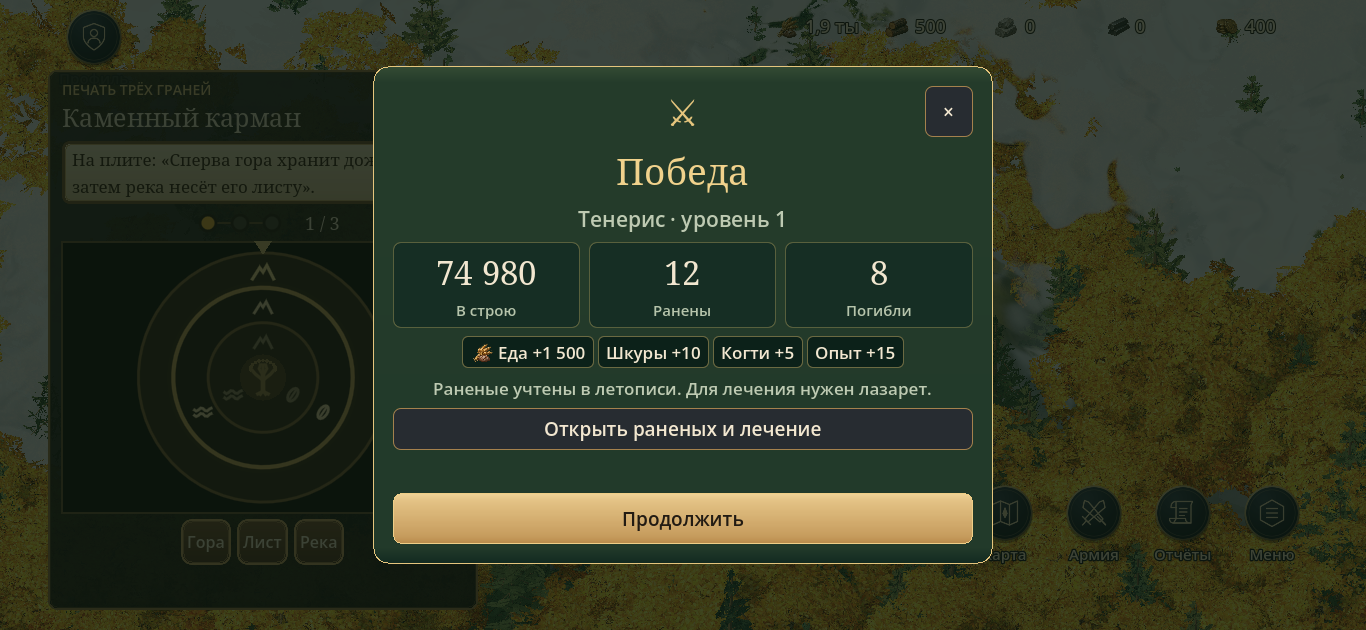 1,9 ты
500
0
0
400
ПЕЧАТЬ ТРЁХ ГРАНЕЙ
Каменный карман
На плите: «Сперва гора хранит
затем река несёт его листу».
1 / 3
Гора
Лист
Река
×
Победа
Тенерис · уровень 1
74 980
В строю
12
Ранены
8
Погибли
Еда +1 500
Шкуры +10
Когти +5
Опыт +15
Раненые учтены в летописи. Для лечения нужен лазарет.
Открыть раненых и лечение
Продолжить
Армия
Отчёты
Меню